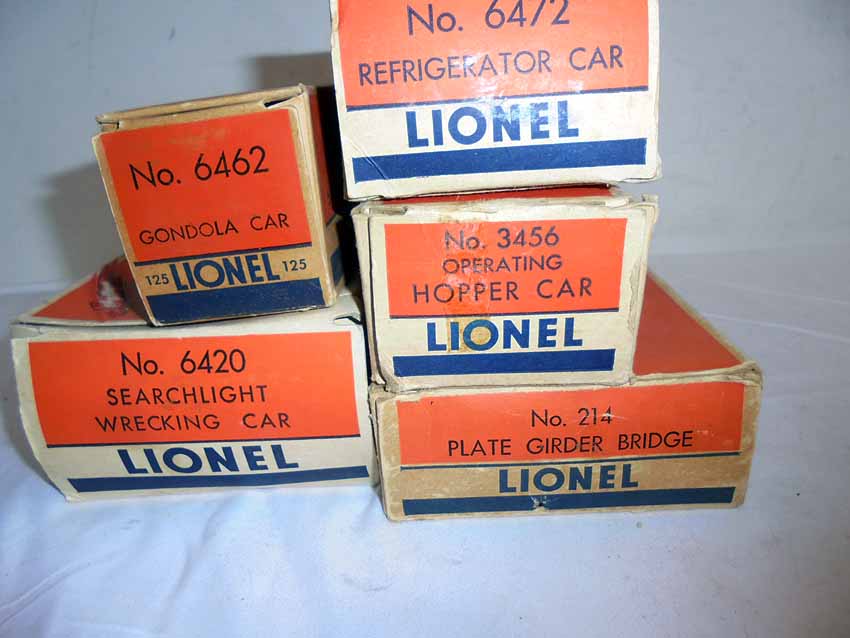 No. 6472
REFRIGERATOR CAR
LIONEL
No. 6462
GONDOLA CAR
125 LIONEL 125
No. 3456
OPERATING
HOPPER CAR
LIONEL
No. 6420
SEARCHLIGHT
WRECKING CAR
LIONEL
No. 214
PLATE GIRDER BRIDGE
LIONEL